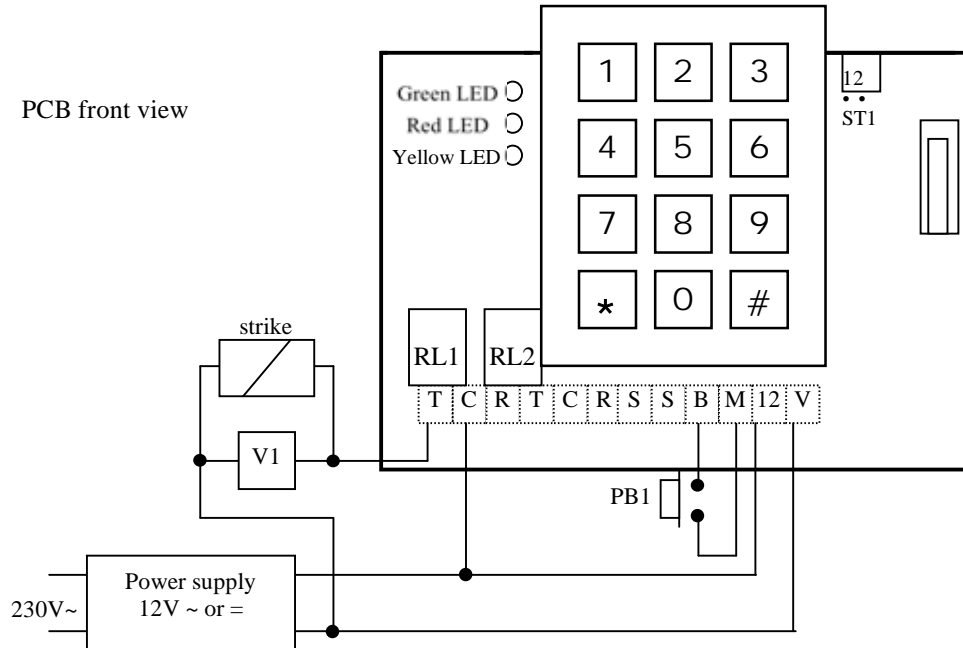 PCB front view
Green LED
Red LED
Yellow LED
1 2 3
4 5 6
7 8 9
* 0 #
12
ST1
strike
RL1 RL2
T C R T C R S S B M 12 V
V1
PB1
Power supply
12V ~ or =
230V~